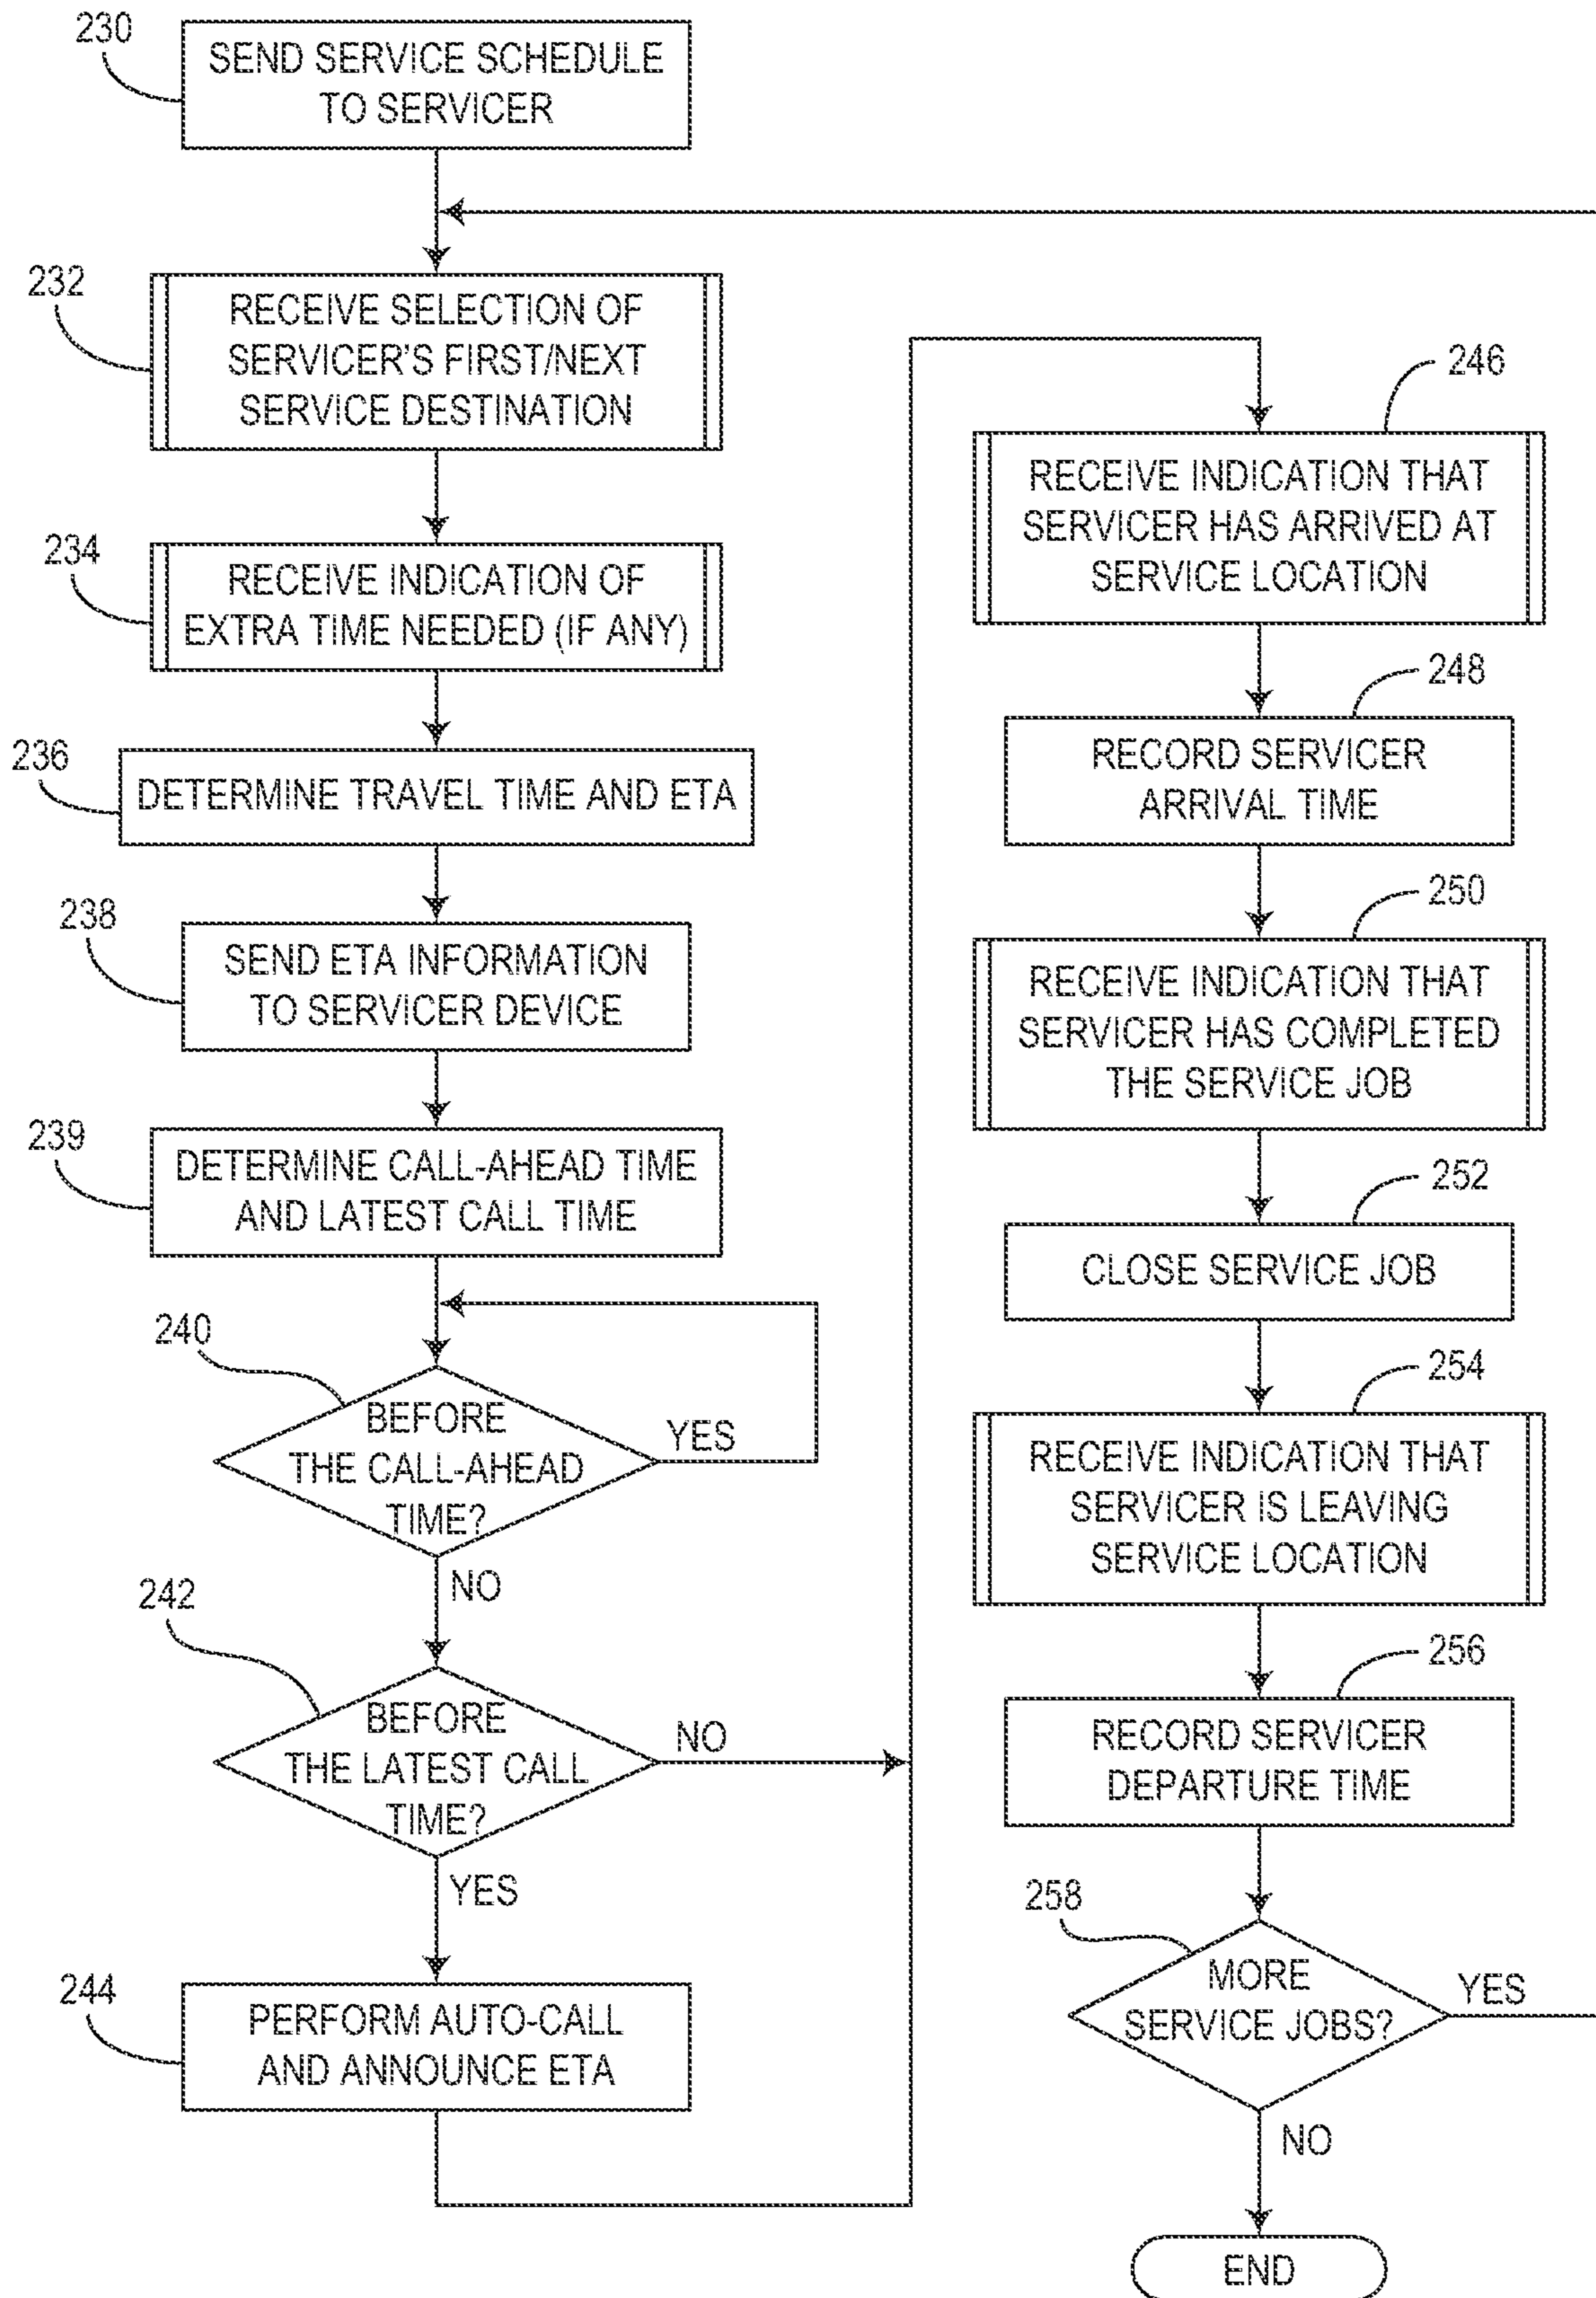 230
SEND SERVICE SCHEDULE
TO SERVICER
232
RECEIVE SELECTION OF
SERVICER'S FIRST/NEXT
SERVICE DESTINATION
234
RECEIVE INDICATION OF
EXTRA TIME NEEDED (IF ANY)
236
DETERMINE TRAVEL TIME AND ETA
238
SEND ETA INFORMATION
TO SERVICER DEVICE
239
DETERMINE CALL-AHEAD TIME
AND LATEST CALL TIME
240
BEFORE
THE CALL-AHEAD
TIME?
YES
NO
242
BEFORE
THE LATEST CALL
TIME?
NO
YES
244
PERFORM AUTO-CALL
AND ANNOUNCE ETA
246
RECEIVE INDICATION THAT
SERVICER HAS ARRIVED AT
SERVICE LOCATION
248
RECORD SERVICER
ARRIVAL TIME
250
RECEIVE INDICATION THAT
SERVICER HAS COMPLETED
THE SERVICE JOB
252
CLOSE SERVICE JOB
254
RECEIVE INDICATION THAT
SERVICER IS LEAVING
SERVICE LOCATION
256
RECORD SERVICER
DEPARTURE TIME
258
MORE
SERVICE JOBS?
YES
NO
END